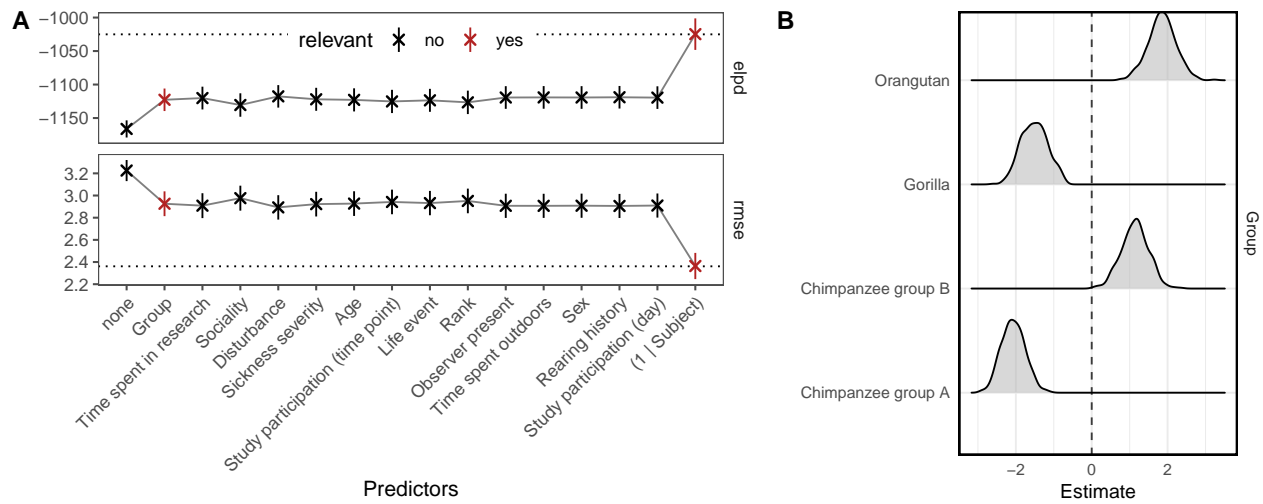 A
−1000
−1050
−1100
−1150
relevant no yes
elpd
3.2
3.0
2.8
2.6
2.4
2.2
rmse
none
Group
Time spent in research
Sociality
Disturbance
Sickness severity
Age
Study participation (time point)
Life event
Rank
Observer present
Time spent outdoors
Sex
Rearing history
Study participation (day)
(1 | Subject)
Predictors
B
Orangutan
Gorilla
Chimpanzee group B
Chimpanzee group A
Group
−2 0 2
Estimate